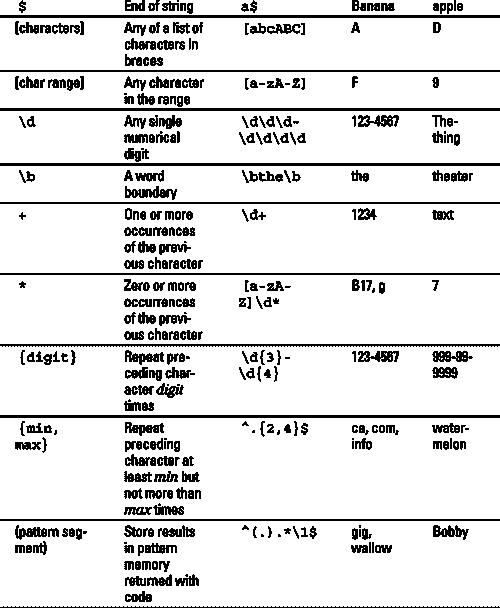 $ End of string a$ Banana apple
[characters] Any of a list of [abcABC] A D
characters in
braces
[char range] Any character [a-zA-Z] F 9
in the range
\d Any single \d\d\d- 123-4567 The-
numerical \d\d\d\d thing
digit
\b A word \bthe\b the theater
boundary
+ One or more \d+ 1234 text
occurrences
of the previ-
ous character
* Zero or more [a-zA- B17, g 7
occurrences Z]\d*
of the previ-
ous character
{digit} Repeat pre- \d{3}- 123-4567 999-99-
ceding char- \d{4} 9999
acter digit
times
{min, Repeat ^.{2,4}$ ca, com, water-
max} preceding info melon
character at
least min but
not more than
max times
(pattern seg- Store results ^(.).*\1$ gig, Bobby
ment) in pattern wallow
memory
returned with
code